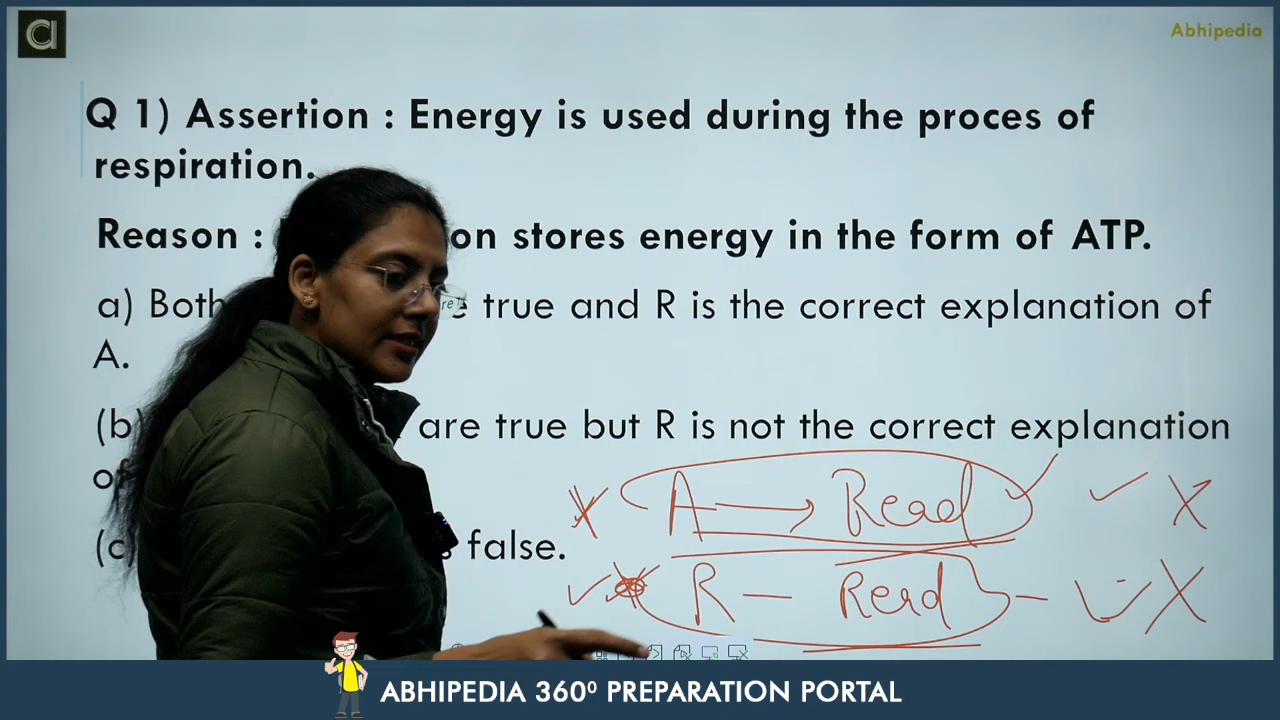 Abhipedia
Q 1) Assertion : Energy is used during the proces of
respiration.
Reason : on stores energy in the form of ATP.
a) Both true and R is the correct explanation of
A.
(b) are true but R is not the correct explanation
(c) false.
A → Read
R — Read
ABHIPEDIA 360⁰ PREPARATION PORTAL